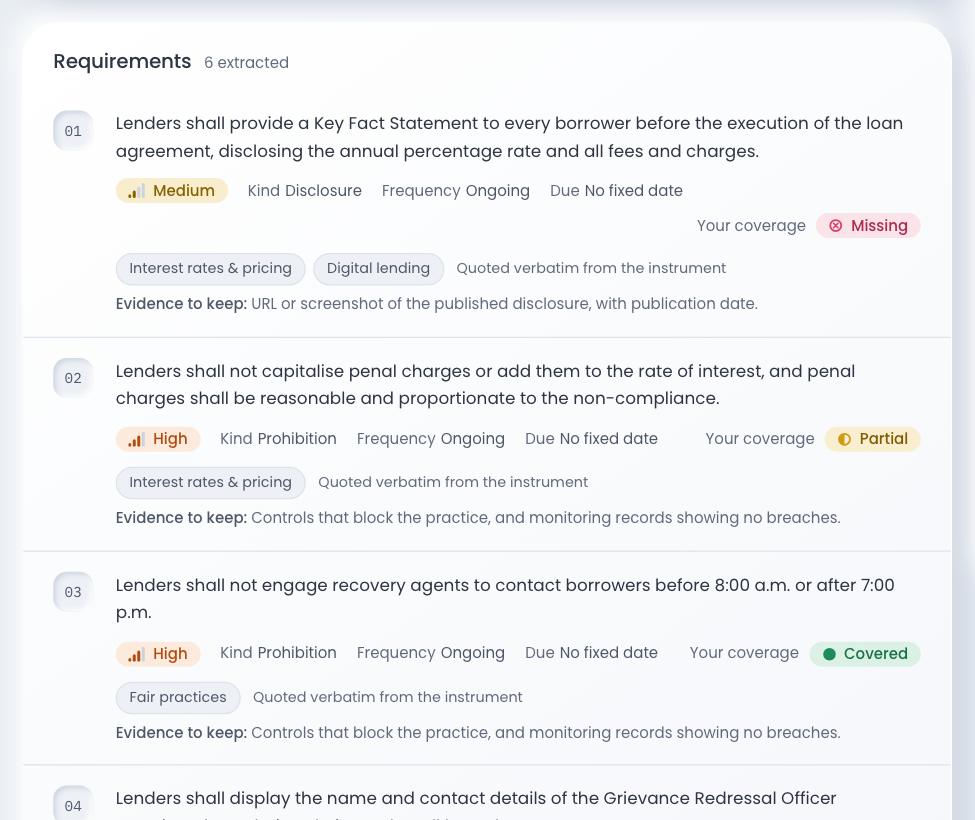 Requirements 6 extracted
01
Lenders shall provide a Key Fact Statement to every borrower before the execution of the loan
agreement, disclosing the annual percentage rate and all fees and charges.
Medium Kind Disclosure Frequency Ongoing Due No fixed date
Your coverage Missing
Interest rates & pricing Digital lending Quoted verbatim from the instrument
Evidence to keep: URL or screenshot of the published disclosure, with publication date.
02
Lenders shall not capitalise penal charges or add them to the rate of interest, and penal
charges shall be reasonable and proportionate to the non-compliance.
High Kind Prohibition Frequency Ongoing Due No fixed date Your coverage Partial
Interest rates & pricing Quoted verbatim from the instrument
Evidence to keep: Controls that block the practice, and monitoring records showing no breaches.
03
Lenders shall not engage recovery agents to contact borrowers before 8:00 a.m. or after 7:00
p.m.
High Kind Prohibition Frequency Ongoing Due No fixed date Your coverage Covered
Fair practices Quoted verbatim from the instrument
Evidence to keep: Controls that block the practice, and monitoring records showing no breaches.
04
Lenders shall display the name and contact details of the Grievance Redressal Officer